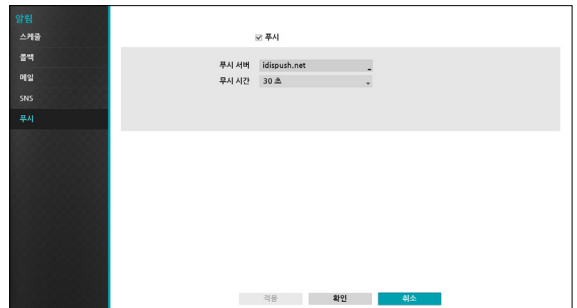 알림
스케줄
콜백
메일
SNS
푸시
푸시
푸시 서버 idispush.net
푸시 시간 30 초
적용 확인 취소